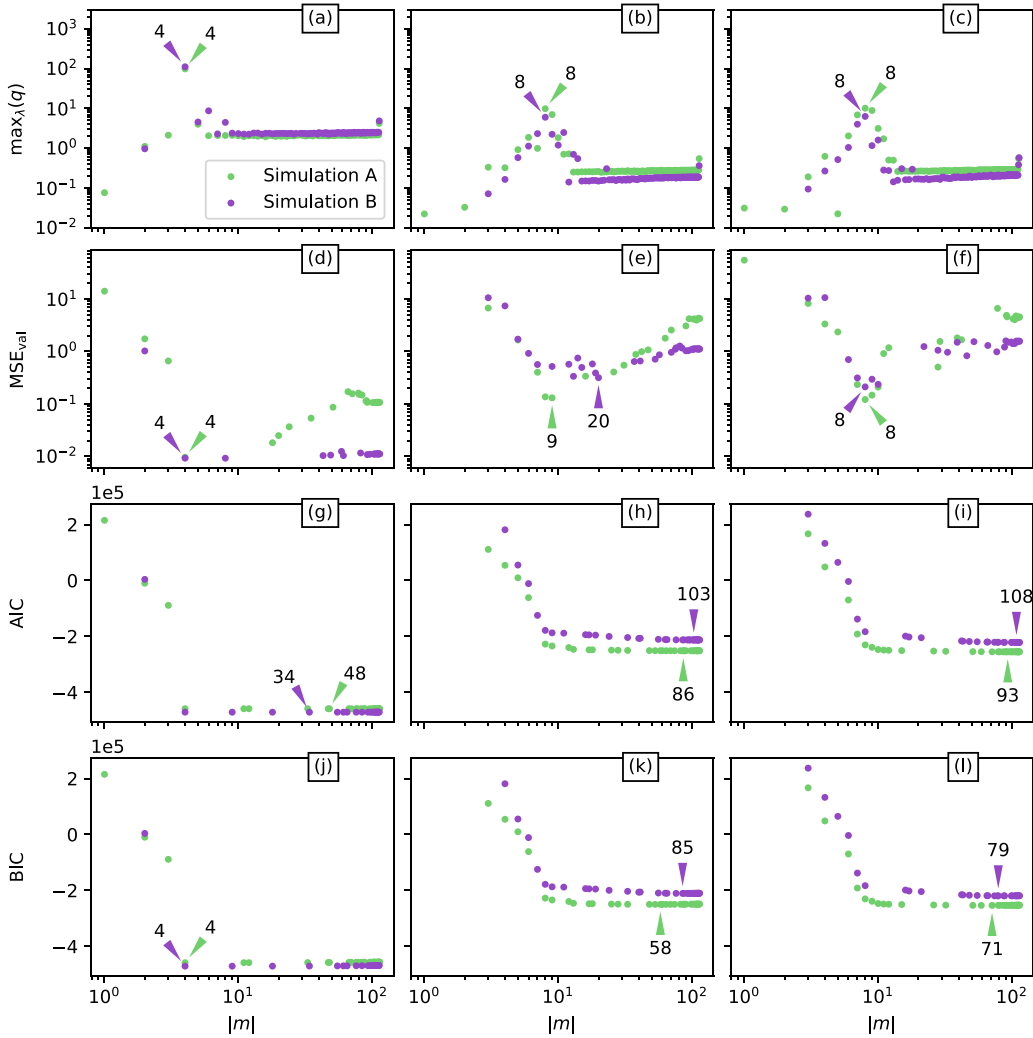 (a)
(b)
(c)
max_λ(q)
10³
10²
10¹
10⁰
10⁻¹
10⁻²
4
4
8
8
8
8
Simulation A
Simulation B
(d)
(e)
(f)
MSE_val
10¹
10⁰
10⁻¹
10⁻²
4
4
9
20
8
8
1e5
(g)
(h)
(i)
AIC
2
0
−2
−4
34
48
103
86
108
93
1e5
(j)
(k)
(l)
BIC
2
0
−2
−4
4
4
85
58
79
71
10⁰
10¹
10²
10⁰
10¹
10²
10⁰
10¹
10²
|m|
|m|
|m|